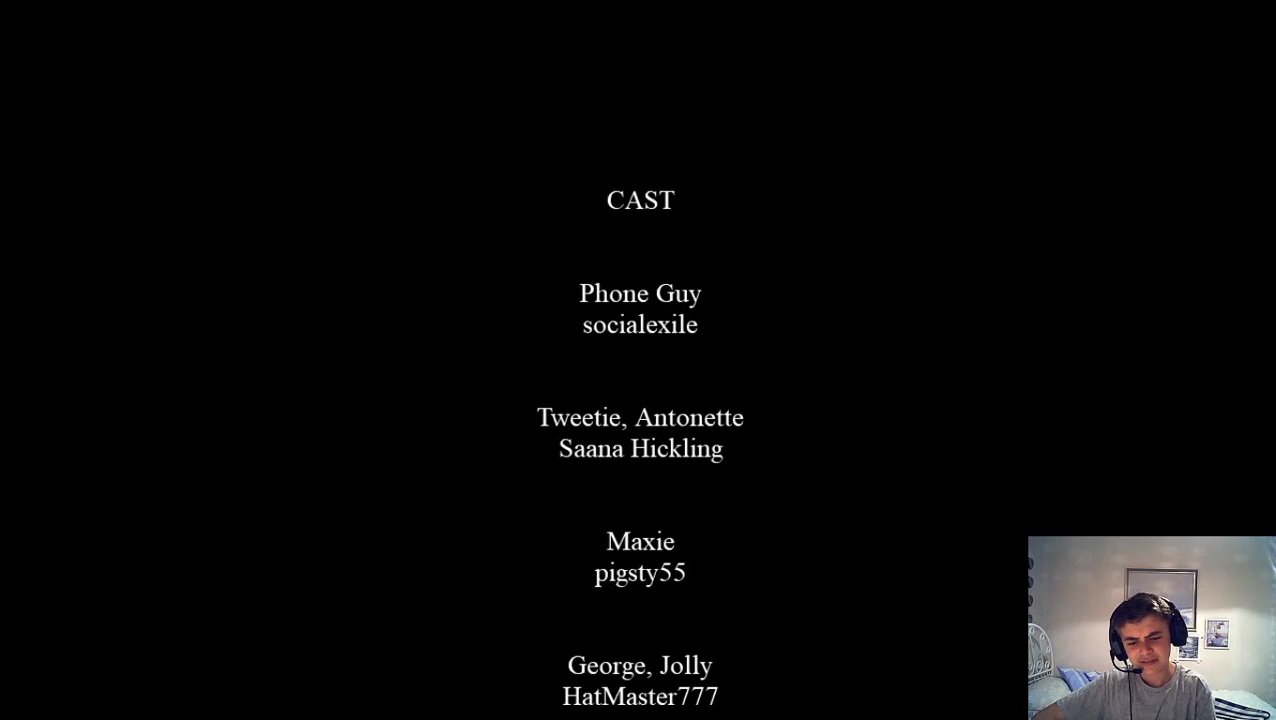 CAST
Phone Guy
socialexile
Tweetie, Antonette
Saana Hickling
Maxie
pigsty55
George, Jolly
HatMaster777